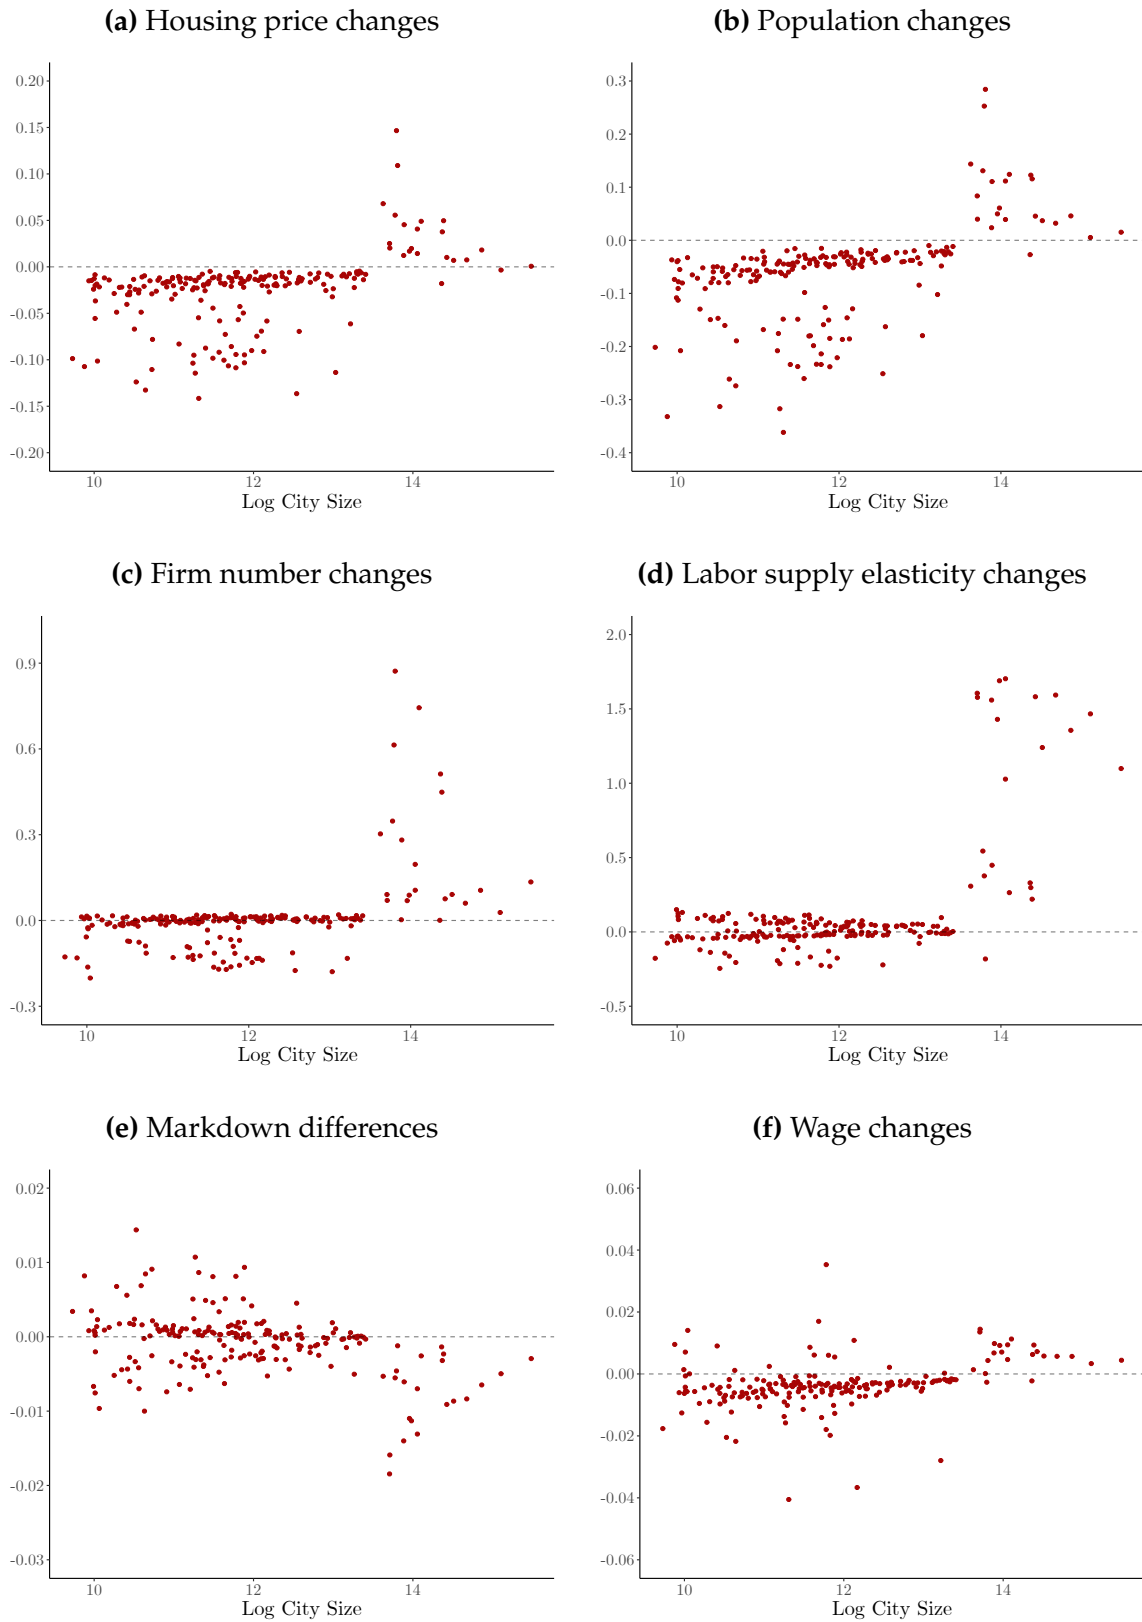 (a) Housing price changes
0.20
0.15
0.10
0.05
0.00
-0.05
-0.10
-0.15
-0.20
10 12 14
Log City Size
(b) Population changes
0.3
0.2
0.1
0.0
-0.1
-0.2
-0.3
-0.4
10 12 14
Log City Size
(c) Firm number changes
0.9
0.6
0.3
0.0
-0.3
10 12 14
Log City Size
(d) Labor supply elasticity changes
2.0
1.5
1.0
0.5
0.0
-0.5
10 12 14
Log City Size
(e) Markdown differences
0.02
0.01
0.00
-0.01
-0.02
-0.03
10 12 14
Log City Size
(f) Wage changes
0.06
0.04
0.02
0.00
-0.02
-0.04
-0.06
10 12 14
Log City Size